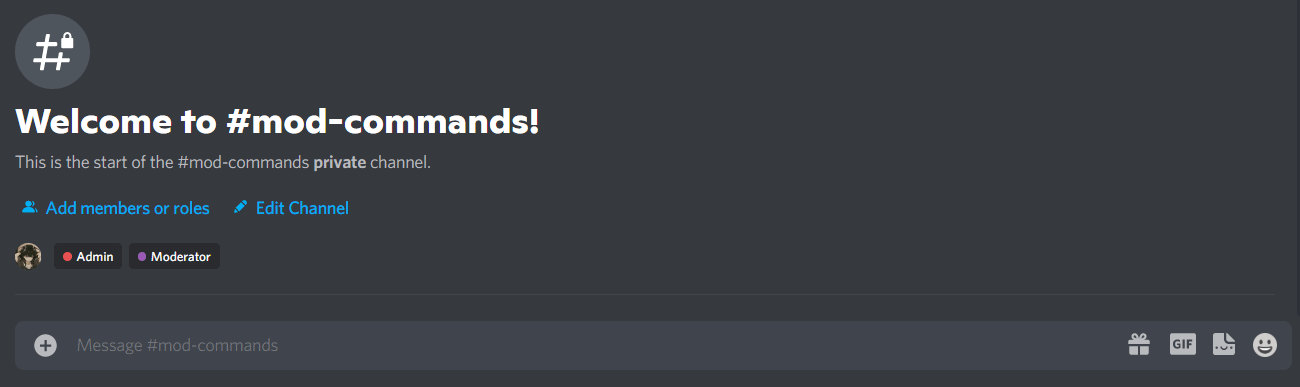 Welcome to #mod-commands!
This is the start of the #mod-commands private channel.
Add members or roles Edit Channel
Admin Moderator
Message #mod-commands GIF